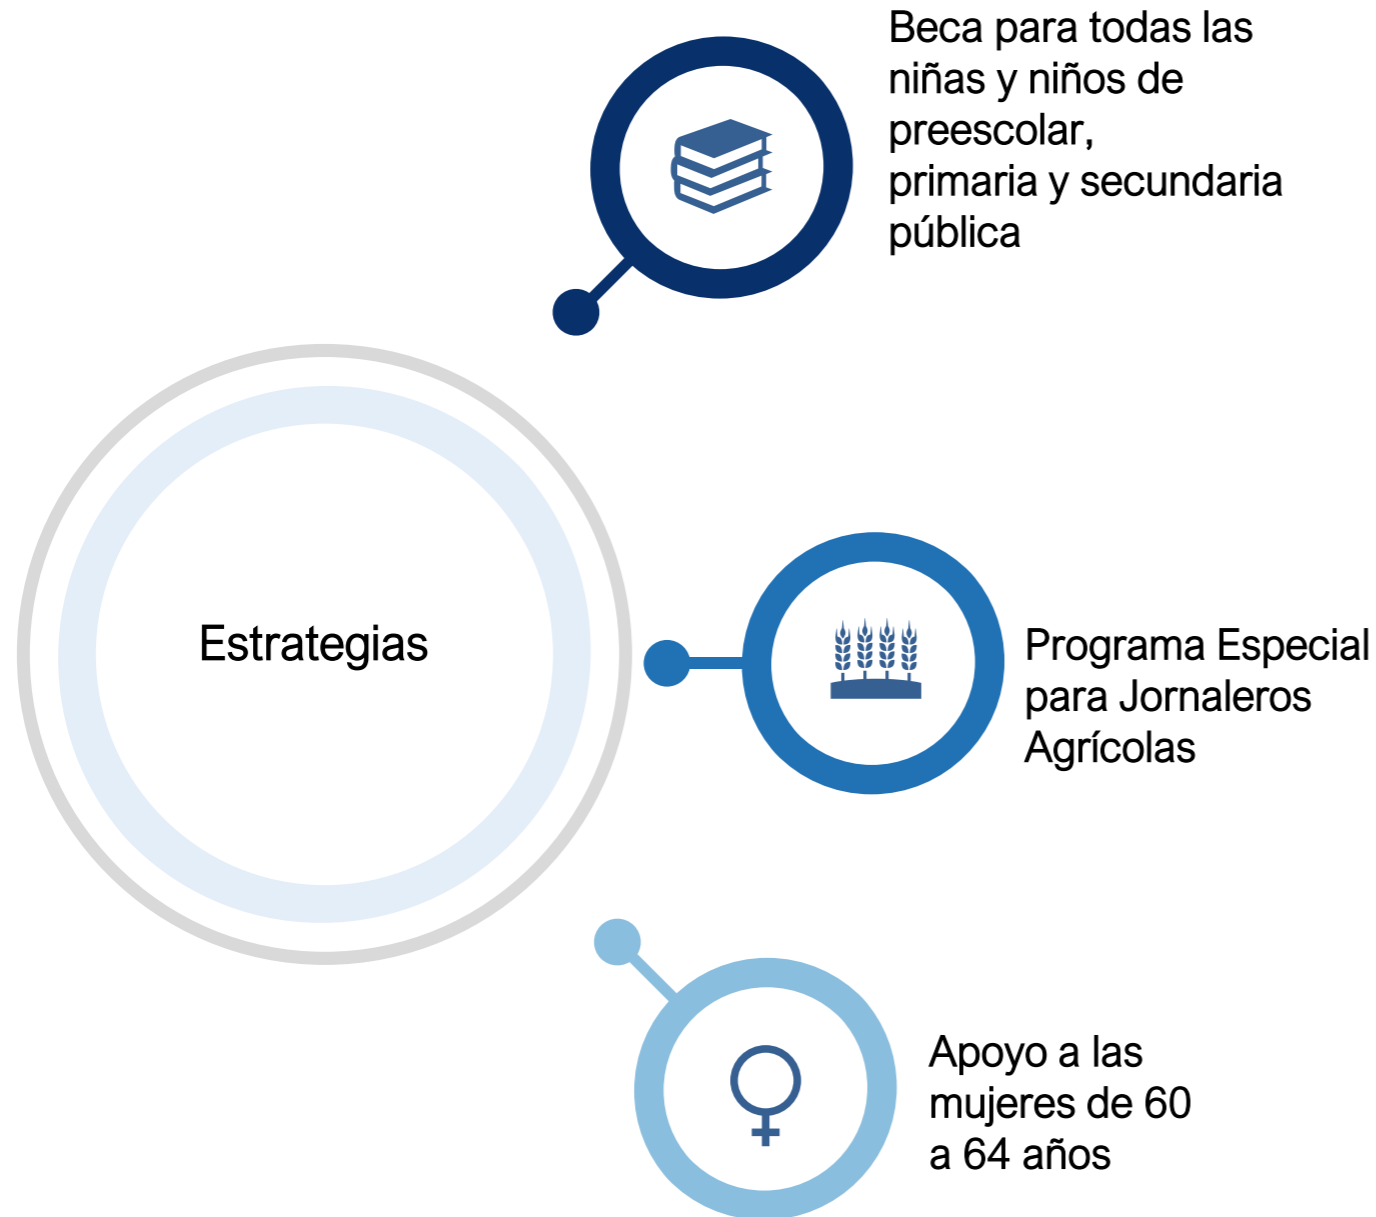 Beca para todas las
niñas y niños de
preescolar,
primaria y secundaria
pública
Estrategias
Programa Especial
para Jornaleros
Agrícolas
Apoyo a las
mujeres de 60
a 64 años